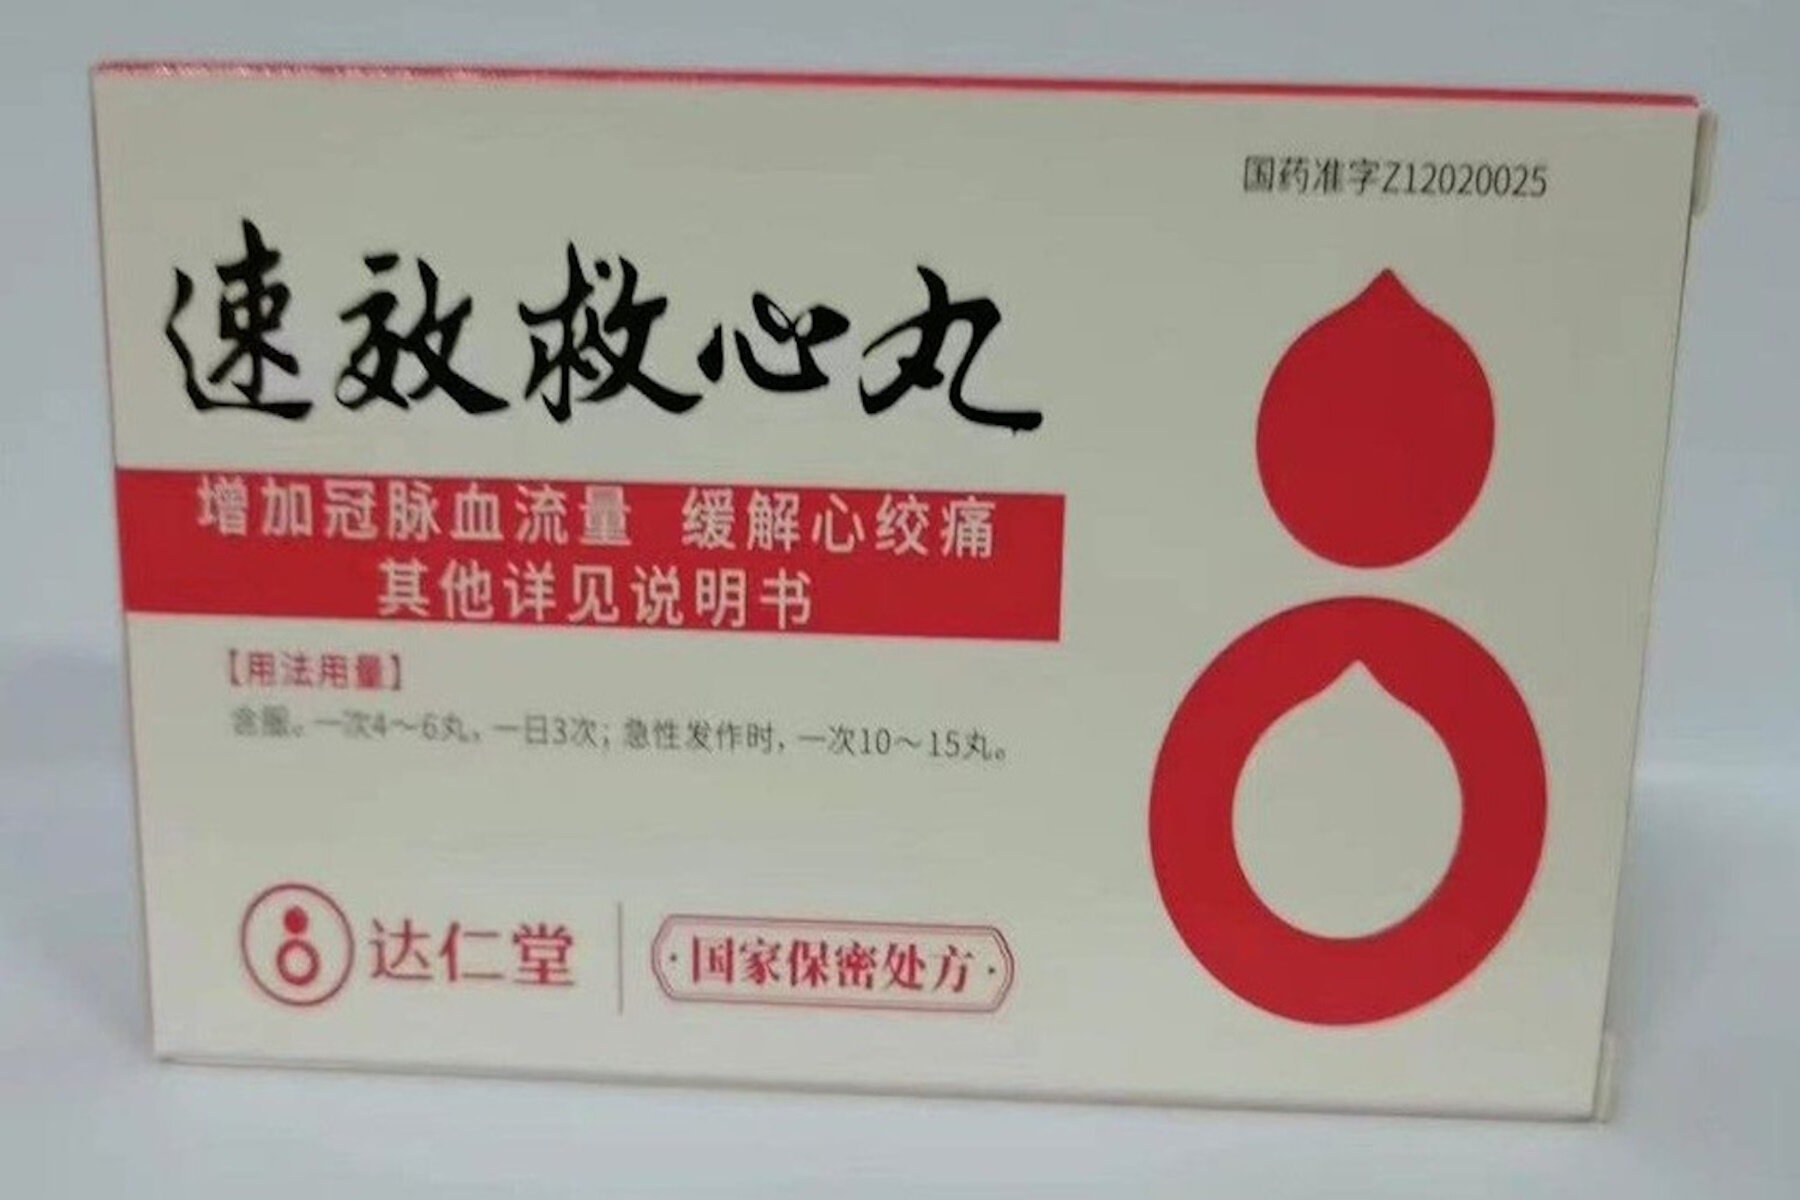 国药准字Z12020025
速效救心丸
增加冠脉血流量 缓解心绞痛
其他详见说明书
【用法用量】
含服。一次4~6丸，一日3次；急性发作时，一次10~15丸。
达仁堂
国家保密处方